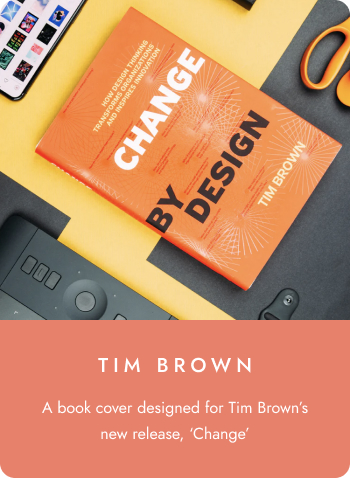 HOW DESIGN THINKING
TRANSFORMS ORGANIZATIONS
AND INSPIRES INNOVATION
CHANGE
BY
DESIGN
TIM BROWN
TIM BROWN
A book cover designed for Tim Brown’s
new release, ‘Change’